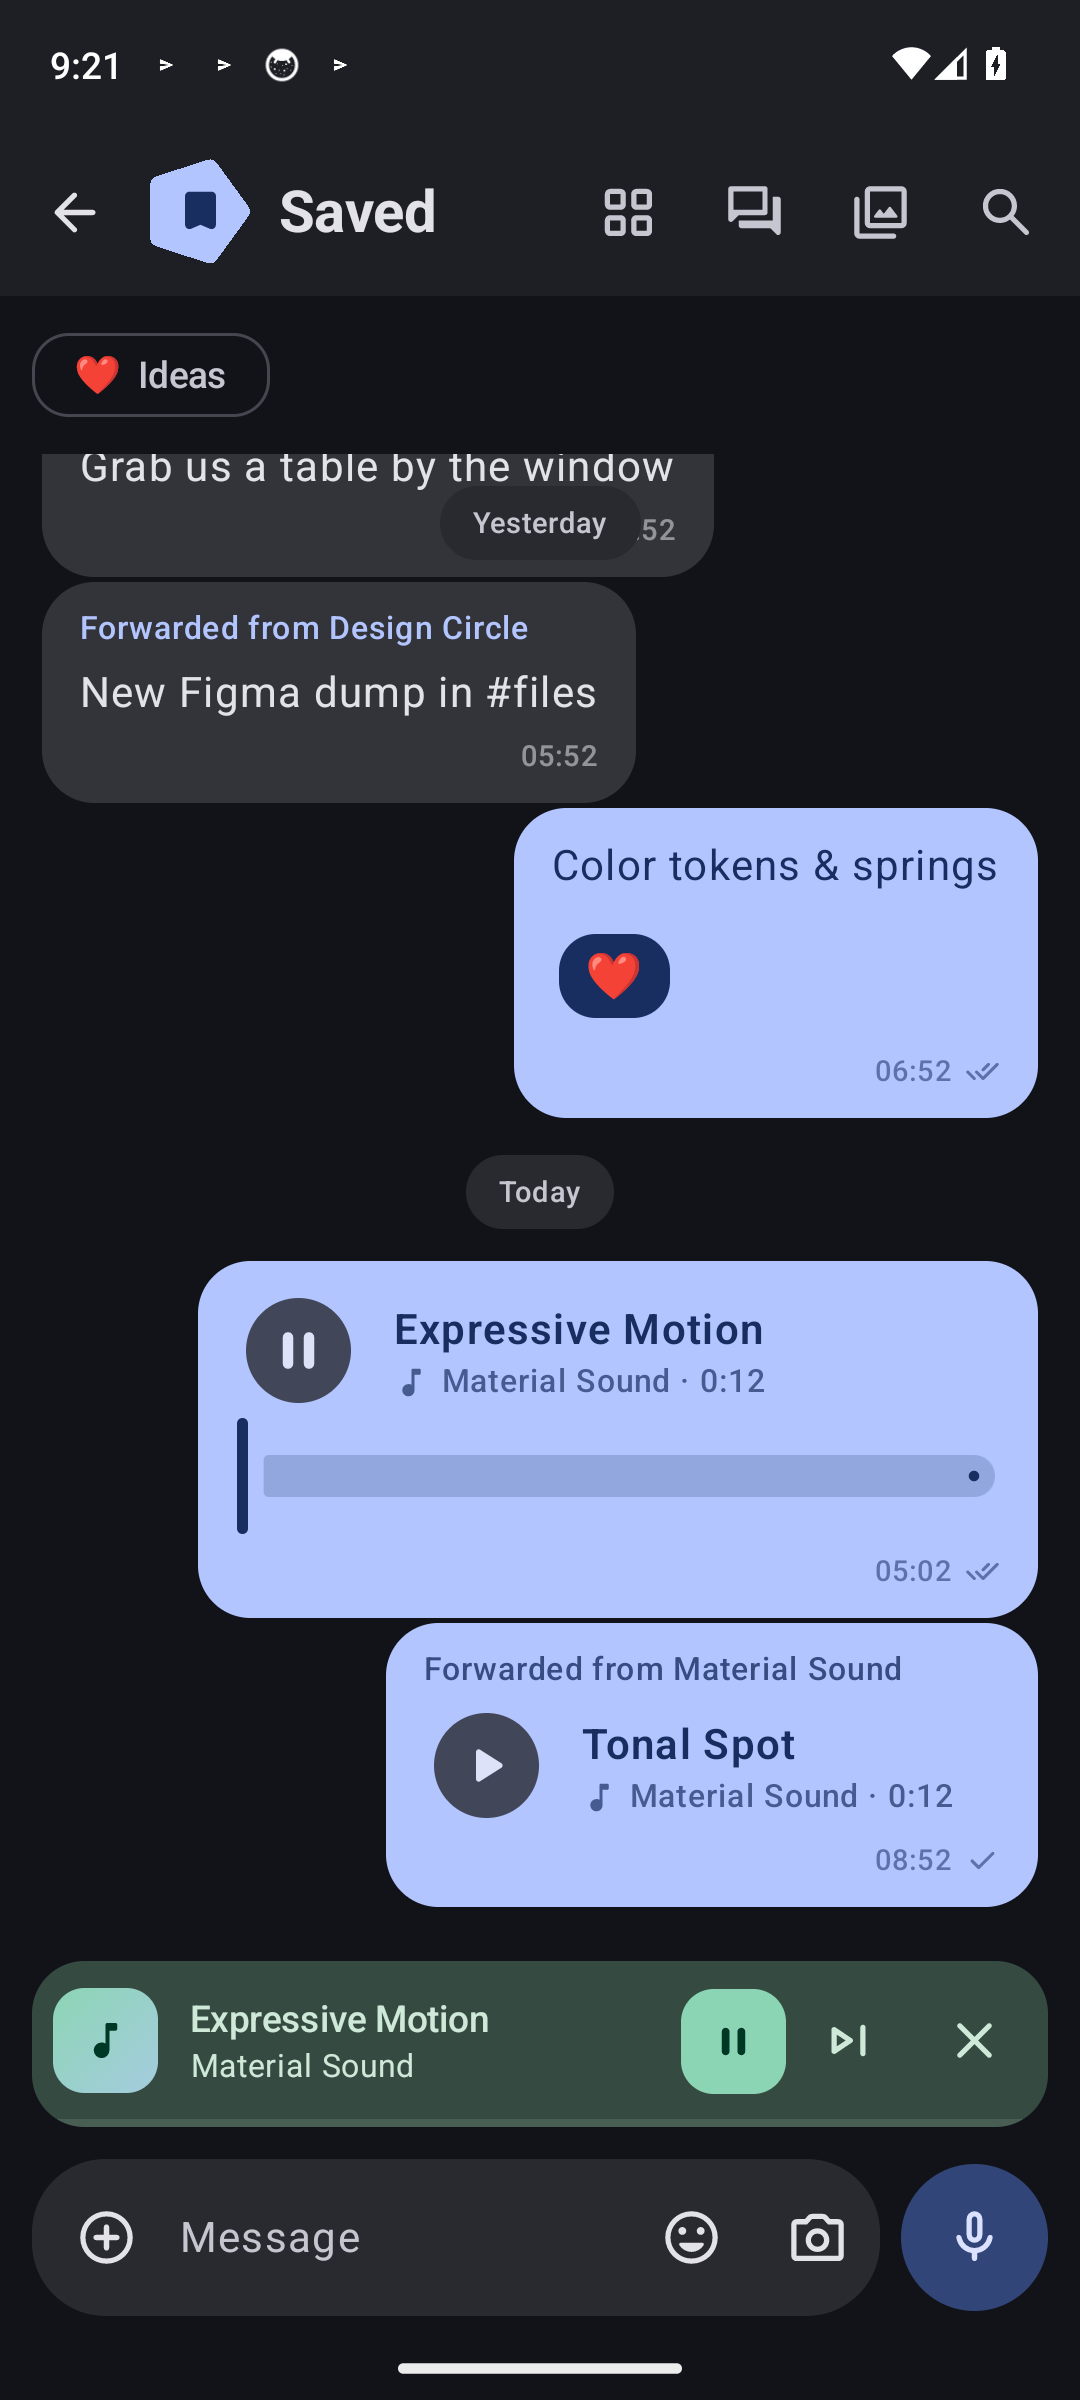 9:21
Saved
❤️ Ideas
Grab us a table by the window
Yesterday
:52
Forwarded from Design Circle
New Figma dump in #files
05:52
Color tokens & springs
❤️
06:52
Today
Expressive Motion
Material Sound · 0:12
05:02
Forwarded from Material Sound
Tonal Spot
Material Sound · 0:12
08:52
Expressive Motion
Material Sound
Message